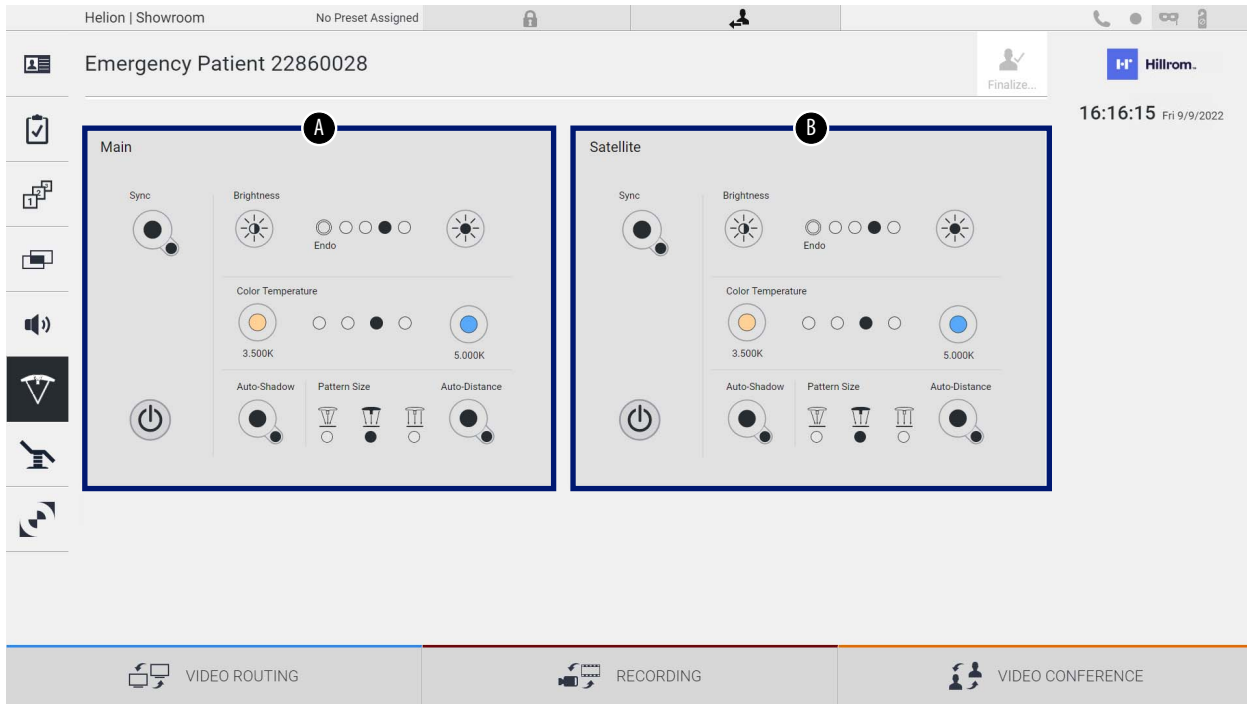 Helion | Showroom
No Preset Assigned
Emergency Patient 22860028
Finalize...
Hillrom™
16:16:15 Fri 9/9/2022
A
Main
Sync
Brightness
Endo
Color Temperature
3.500K
5.000K
Auto-Shadow
Pattern Size
Auto-Distance
B
Satellite
Sync
Brightness
Endo
Color Temperature
3.500K
5.000K
Auto-Shadow
Pattern Size
Auto-Distance
VIDEO ROUTING
RECORDING
VIDEO CONFERENCE